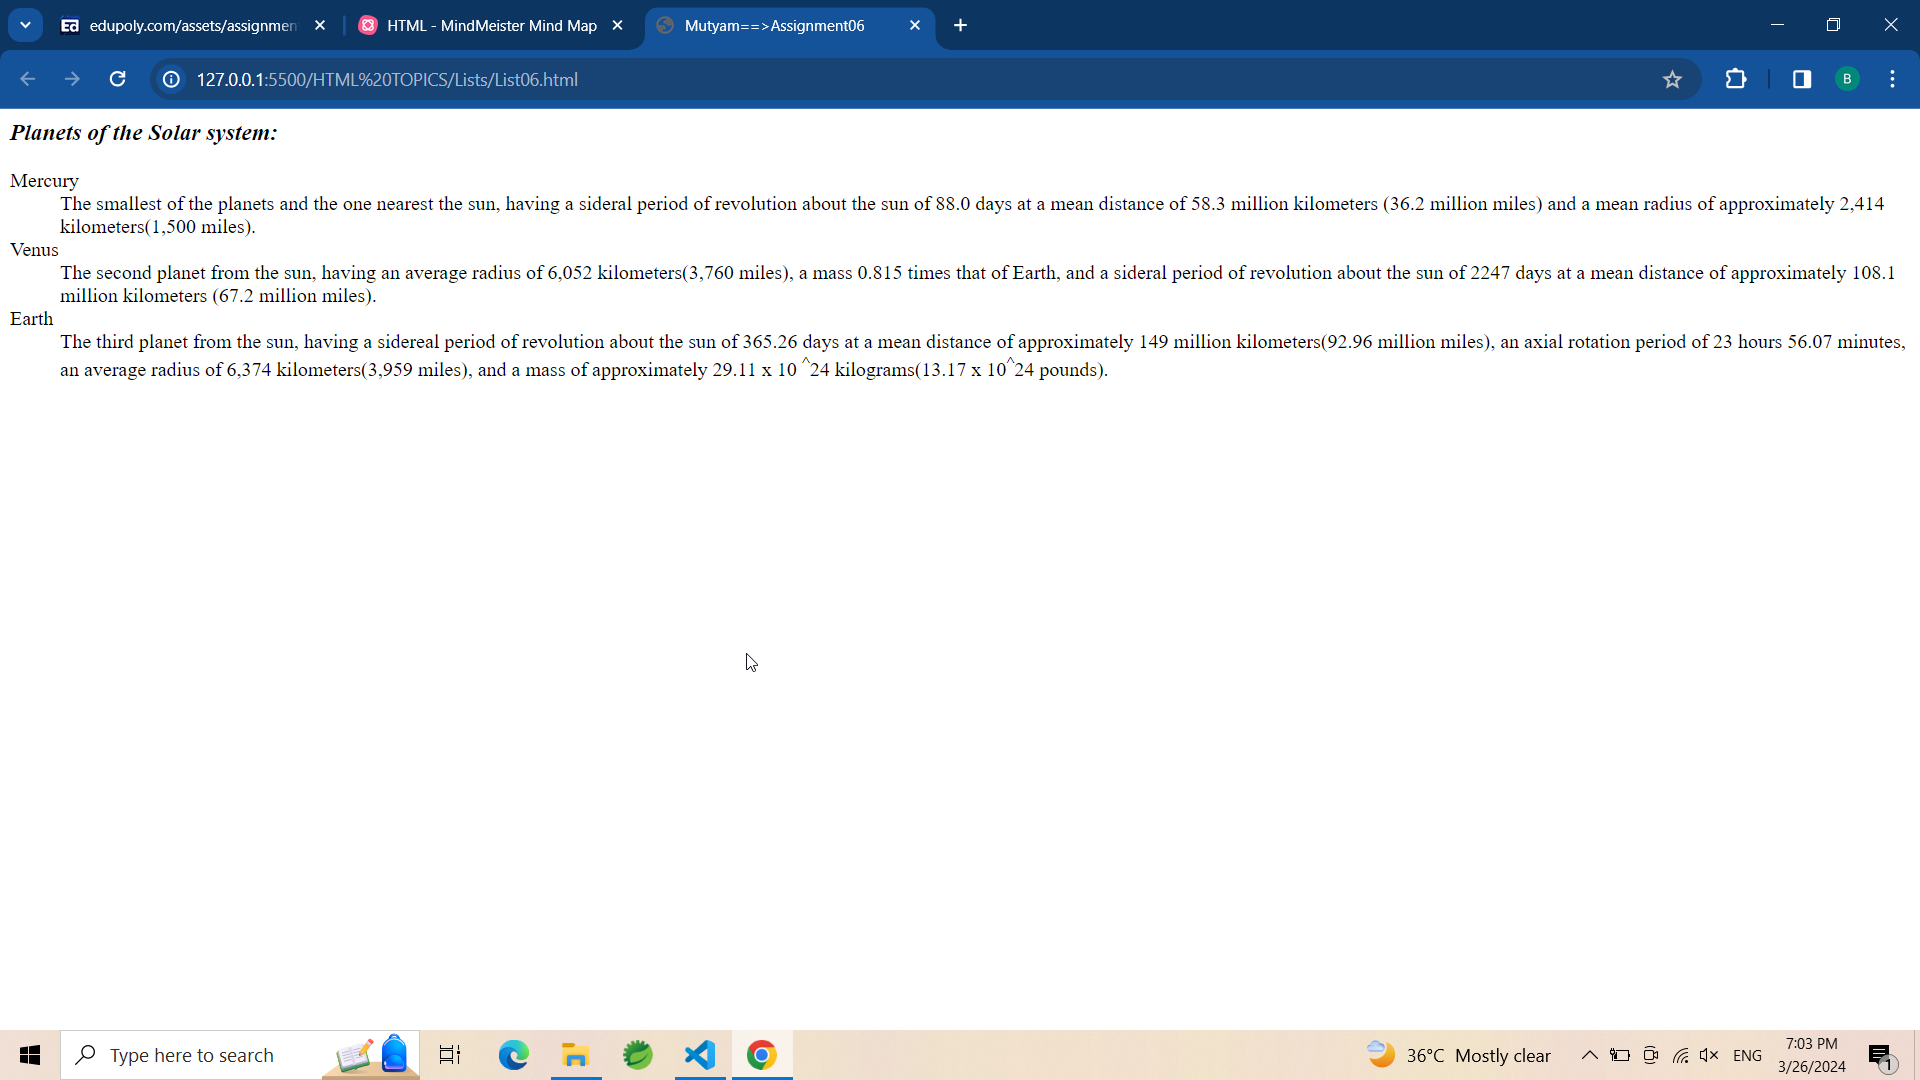 Ed edupoly.com/assets/assignmen
HTML - MindMeister Mind Map
Mutyam==>Assignment06
127.0.0.1:5500/HTML%20TOPICS/Lists/List06.html
B
Planets of the Solar system:
Mercury
The smallest of the planets and the one nearest the sun, having a sideral period of revolution about the sun of 88.0 days at a mean distance of 58.3 million kilometers (36.2 million miles) and a mean radius of approximately 2,414
kilometers(1,500 miles).
Venus
The second planet from the sun, having an average radius of 6,052 kilometers(3,760 miles), a mass 0.815 times that of Earth, and a sideral period of revolution about the sun of 2247 days at a mean distance of approximately 108.1
million kilometers (67.2 million miles).
Earth
The third planet from the sun, having a sidereal period of revolution about the sun of 365.26 days at a mean distance of approximately 149 million kilometers(92.96 million miles), an axial rotation period of 23 hours 56.07 minutes,
an average radius of 6,374 kilometers(3,959 miles), and a mass of approximately 29.11 x 10 ^24 kilograms(13.17 x 10^24 pounds).
Type here to search
36°C Mostly clear
ENG
7:03 PM
3/26/2024
1